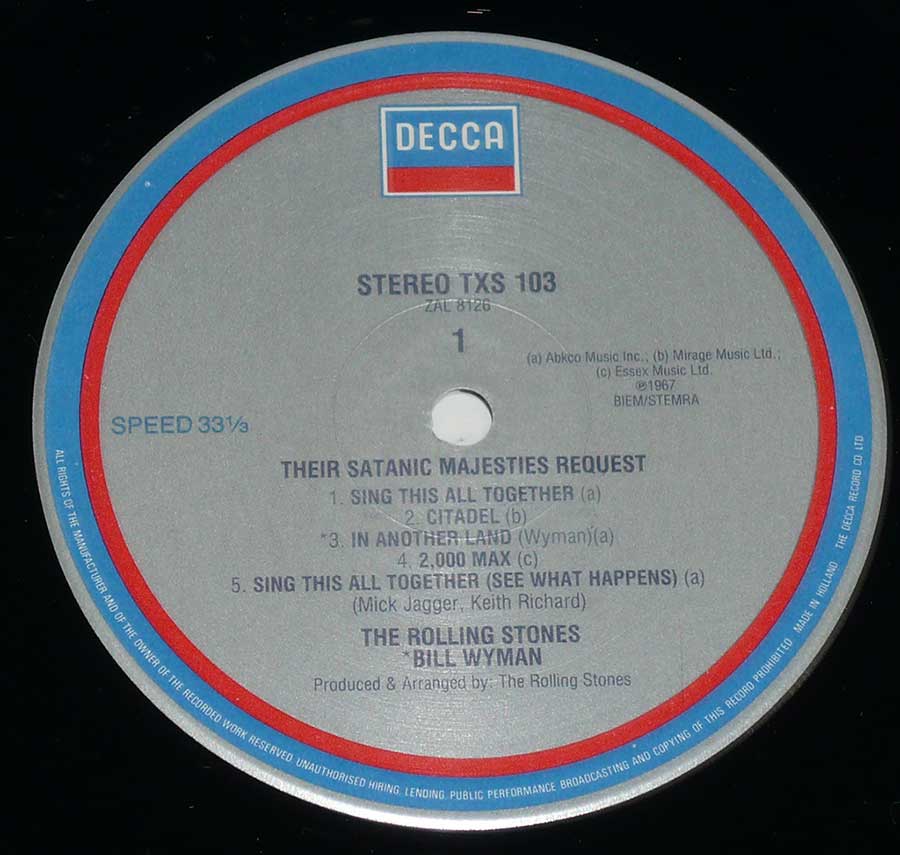 DECCA
STEREO TXS 103
ZAL 8126
1
(a) Abkco Music Inc.; (b) Mirage Music Ltd.;
(c) Essex Music Ltd.
℗1967
BIEM/STEMRA
SPEED 33⅓
THEIR SATANIC MAJESTIES REQUEST
1. SING THIS ALL TOGETHER (a)
2. CITADEL (b)
*3. IN ANOTHER LAND (Wyman)(a)
4. 2,000 MAX (c)
5. SING THIS ALL TOGETHER (SEE WHAT HAPPENS) (a)
(Mick Jagger, Keith Richard)
THE ROLLING STONES
*BILL WYMAN
Produced & Arranged by: The Rolling Stones
ALL RIGHTS OF THE MANUFACTURER AND OF THE OWNER OF THE RECORDED WORK RESERVED. UNAUTHORISED HIRING, LENDING, PUBLIC PERFORMANCE BROADCASTING AND COPYING OF THIS RECORD PROHIBITED MADE IN HOLLAND THE DECCA RECORD CO LTD